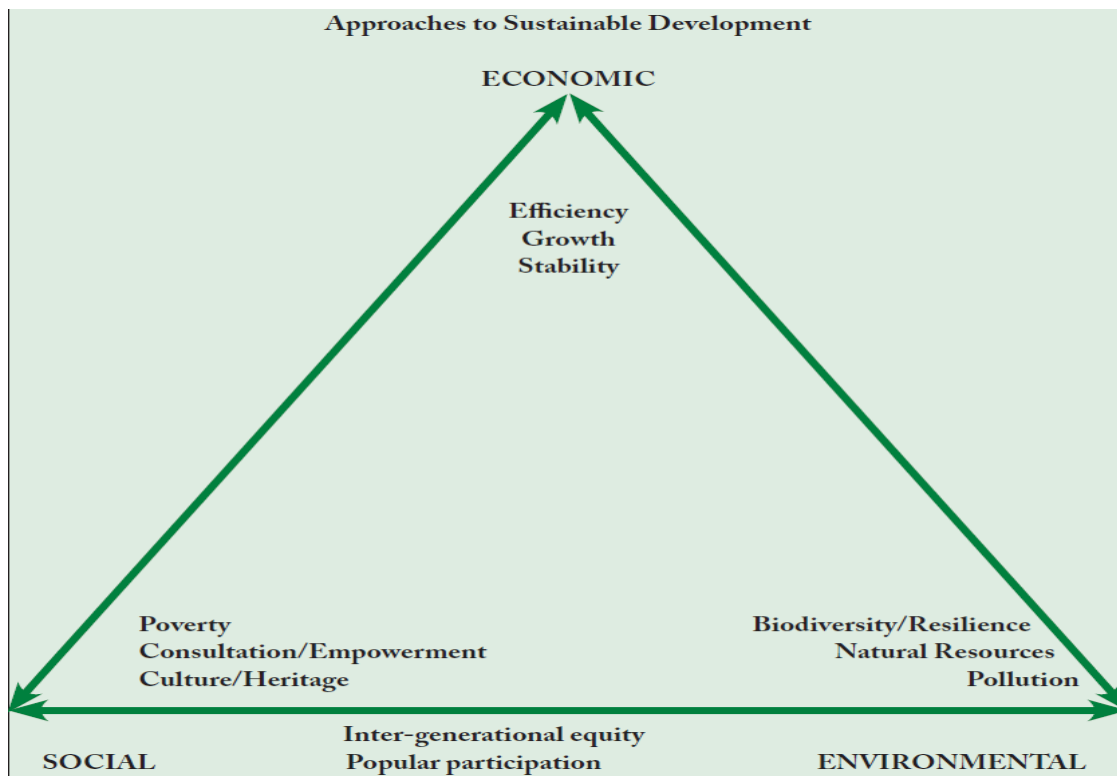 Approaches to Sustainable Development
ECONOMIC
Efficiency
Growth
Stability
Poverty
Consultation/Empowerment
Culture/Heritage
Biodiversity/Resilience
Natural Resources
Pollution
Inter-generational equity
Popular participation
SOCIAL
ENVIRONMENTAL